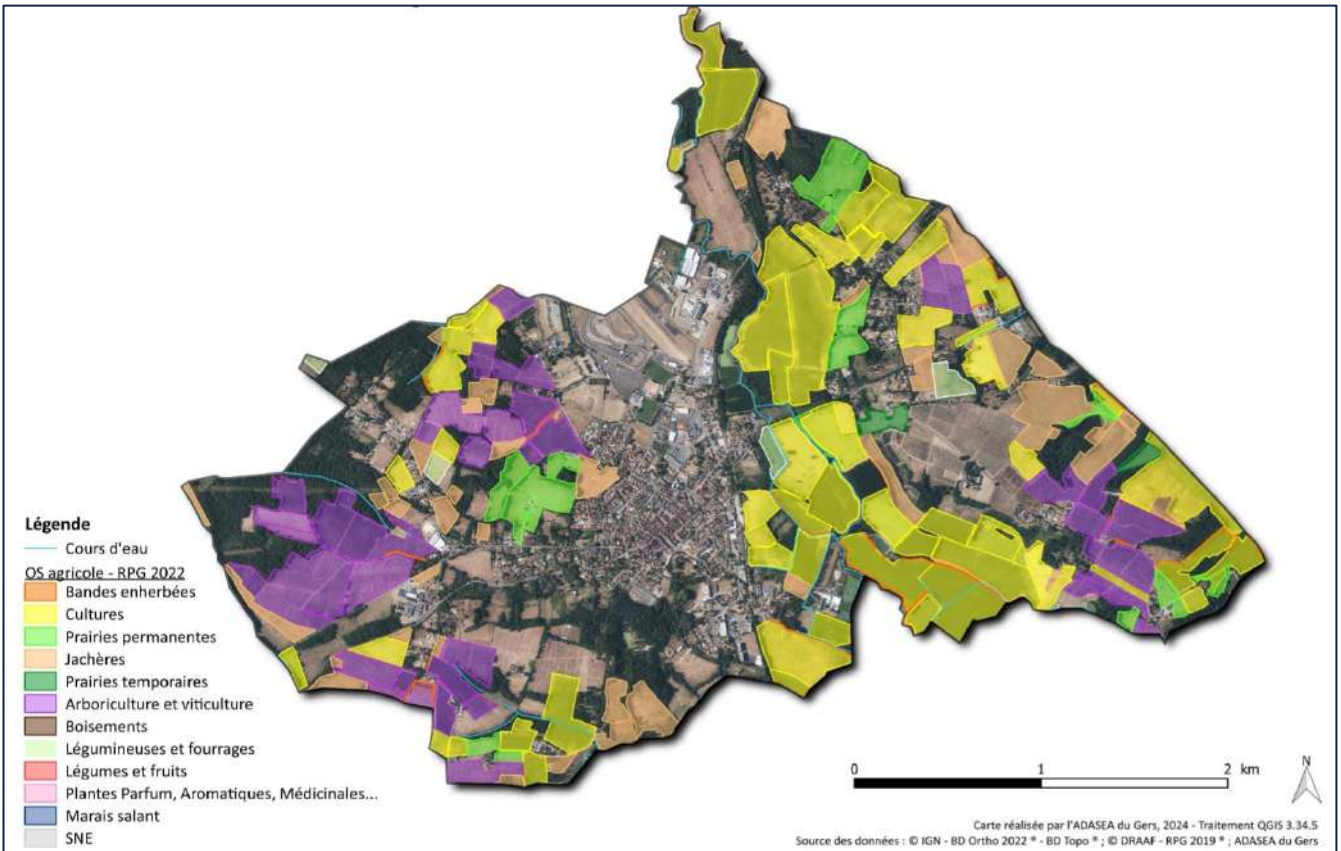 Légende
Cours d'eau
OS agricole - RPG 2022
Bandes enherbées
Cultures
Prairies permanentes
Jachères
Prairies temporaires
Arboriculture et viticulture
Boisements
Légumineuses et fourrages
Légumes et fruits
Plantes Parfum, Aromatiques, Médicinales...
Marais salant
SNE
0 1 2 km
N
Carte réalisée par l'ADASEA du Gers, 2024 - Traitement QGIS 3.34.5
Source des données : © IGN - BD Ortho 2022 ® - BD Topo ® ; © DRAAF - RPG 2019 ® ; ADASEA du Gers